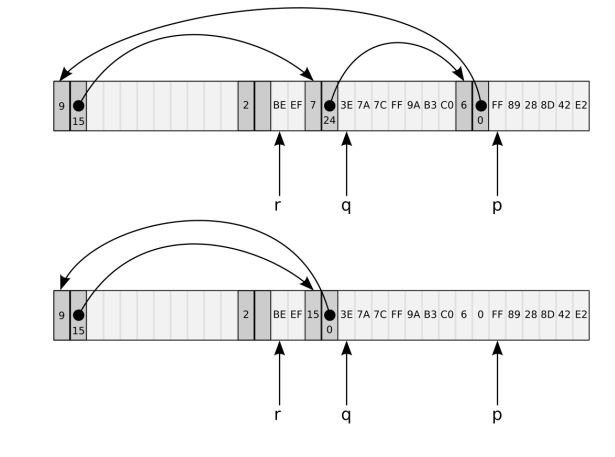 9 15 2 BE EF 7 24 3E 7A 7C FF 9A B3 C0 6 0 FF 89 28 8D 42 E2
r q p
9 15 2 BE EF 15 0 3E 7A 7C FF 9A B3 C0 6 0 FF 89 28 8D 42 E2
r q p